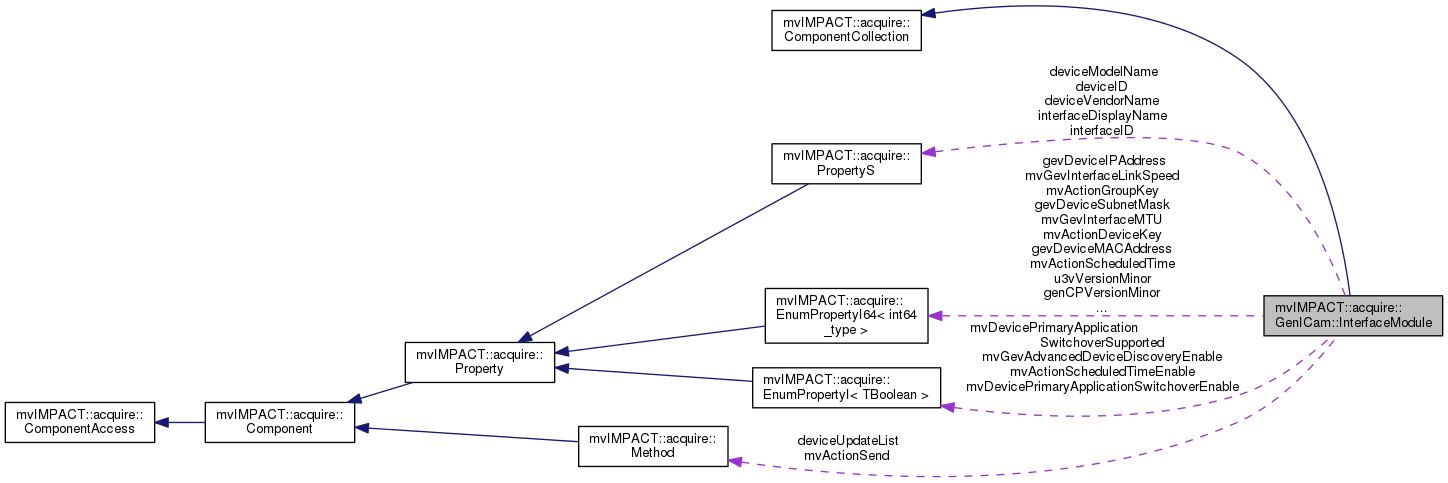 mvIMPACT::acquire::
ComponentCollection
deviceModelName
deviceID
deviceVendorName
interfaceDisplayName
interfaceID
mvIMPACT::acquire::
PropertyS
gevDeviceIPAddress
mvGevInterfaceLinkSpeed
mvActionGroupKey
gevDeviceSubnetMask
mvGevInterfaceMTU
mvActionDeviceKey
gevDeviceMACAddress
mvActionScheduledTime
u3vVersionMinor
genCPVersionMinor
...
mvIMPACT::acquire::
EnumPropertyI64< int64
_type >
mvIMPACT::acquire::
GenICam::InterfaceModule
mvDevicePrimaryApplication
SwitchoverSupported
mvGevAdvancedDeviceDiscoveryEnable
mvActionScheduledTimeEnable
mvDevicePrimaryApplicationSwitchoverEnable
mvIMPACT::acquire::
Property
mvIMPACT::acquire::
EnumPropertyI< TBoolean >
mvIMPACT::acquire::
ComponentAccess
mvIMPACT::acquire::
Component
mvIMPACT::acquire::
Method
deviceUpdateList
mvActionSend